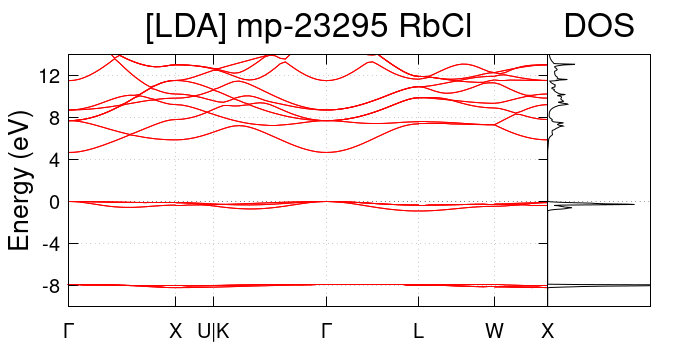 [LDA] mp-23295 RbCl
DOS
Energy (eV)
12
8
4
0
-4
-8
Γ X U|K Γ L W X